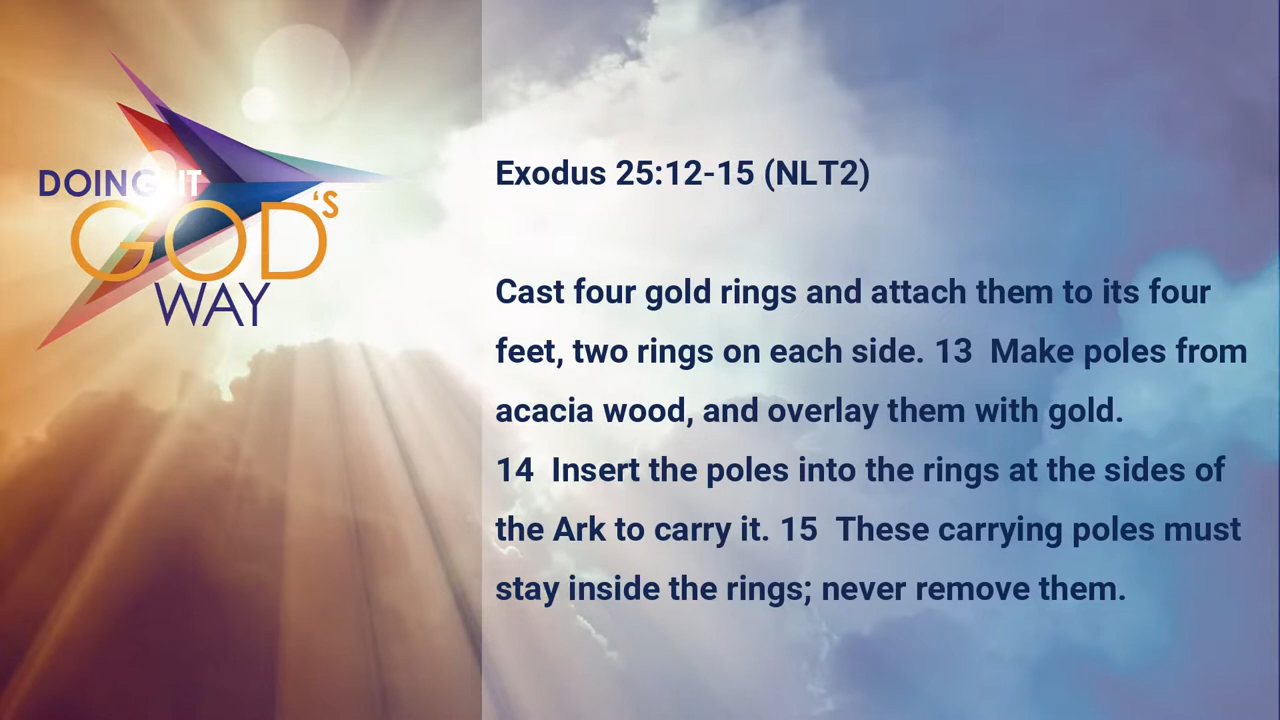 DOING IT
GOD'S
WAY
Exodus 25:12-15 (NLT2)
Cast four gold rings and attach them to its four
feet, two rings on each side. 13  Make poles from
acacia wood, and overlay them with gold.
14  Insert the poles into the rings at the sides of
the Ark to carry it. 15  These carrying poles must
stay inside the rings; never remove them.